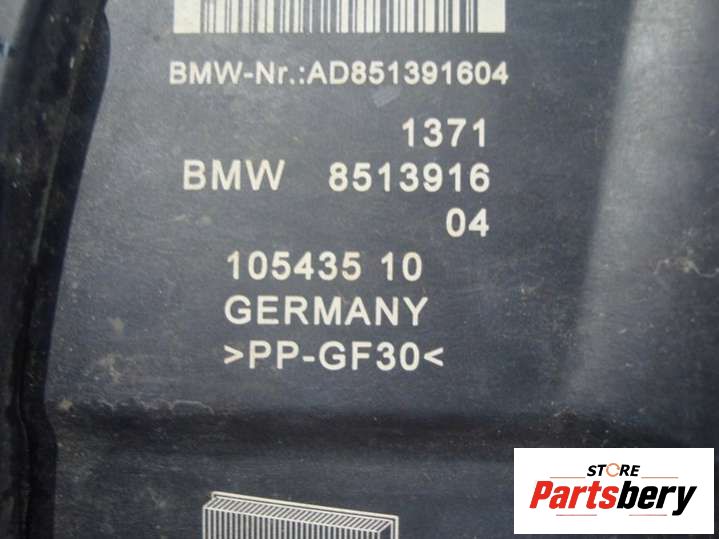 BMW-Nr.:AD851391604
1371
BMW 8513916
04
105435 10
GERMANY
>PP-GF30<
STORE
Partsbery